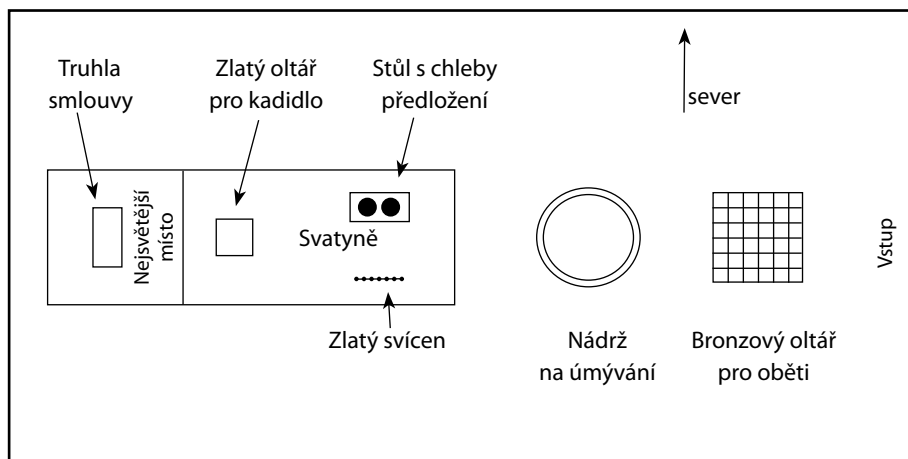 Truhla
smlouvy
Zlatý oltář
pro kadidlo
Stůl s chleby
předložení
sever
Nejsvětější
místo
Svatyně
Vstup
Zlatý svícen
Nádrž
na úmývání
Bronzový oltář
pro oběti